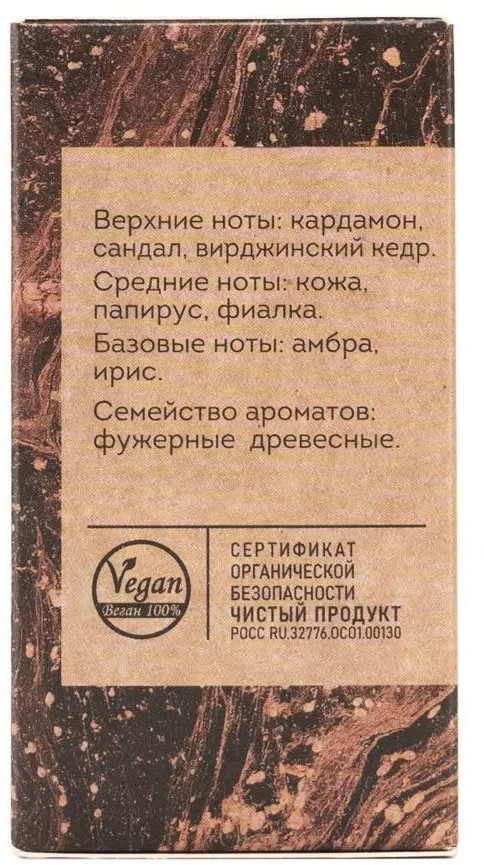 Верхние ноты: кардамон,
сандал, вирджинский кедр.
Средние ноты: кожа,
папирус, фиалка.
Базовые ноты: амбра,
ирис.
Семейство ароматов:
фужерные древесные.
Vegan
Веган 100%
СЕРТИФИКАТ
ОРГАНИЧЕСКОЙ
БЕЗОПАСНОСТИ
ЧИСТЫЙ ПРОДУКТ
РОСС RU.32776.ОС01.00130